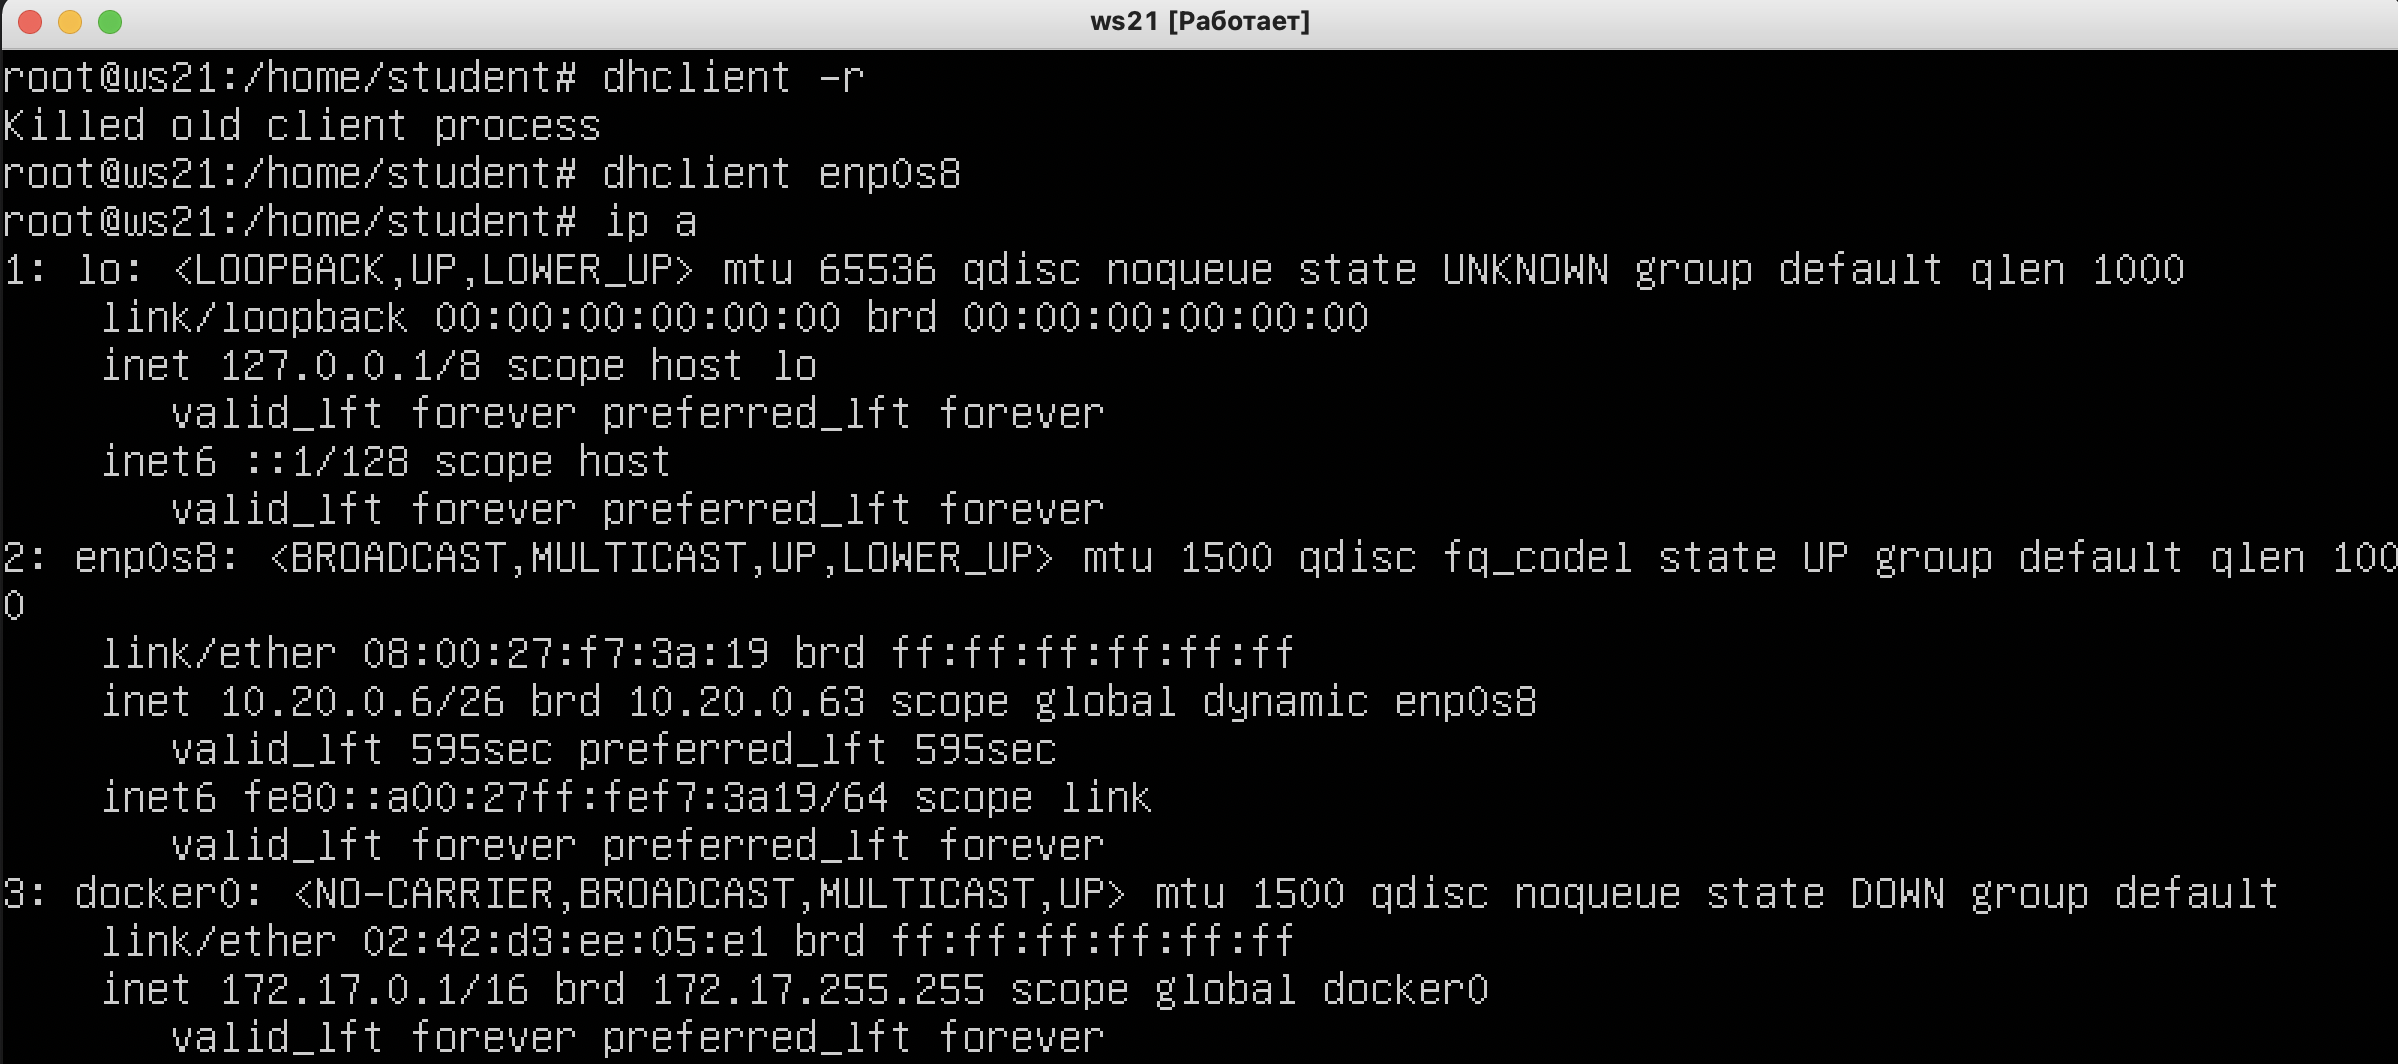 ws21 [Работает]
root@ws21:/home/student# dhclient -r
Killed old client process
root@ws21:/home/student# dhclient enp0s8
root@ws21:/home/student# ip a
1: lo: <LOOPBACK,UP,LOWER_UP> mtu 65536 qdisc noqueue state UNKNOWN group default qlen 1000
    link/loopback 00:00:00:00:00:00 brd 00:00:00:00:00:00
    inet 127.0.0.1/8 scope host lo
       valid_lft forever preferred_lft forever
    inet6 ::1/128 scope host
       valid_lft forever preferred_lft forever
2: enp0s8: <BROADCAST,MULTICAST,UP,LOWER_UP> mtu 1500 qdisc fq_codel state UP group default qlen 100
0
    link/ether 08:00:27:f7:3a:19 brd ff:ff:ff:ff:ff:ff
    inet 10.20.0.6/26 brd 10.20.0.63 scope global dynamic enp0s8
       valid_lft 595sec preferred_lft 595sec
    inet6 fe80::a00:27ff:fef7:3a19/64 scope link
       valid_lft forever preferred_lft forever
3: docker0: <NO-CARRIER,BROADCAST,MULTICAST,UP> mtu 1500 qdisc noqueue state DOWN group default
    link/ether 02:42:d3:ee:05:e1 brd ff:ff:ff:ff:ff:ff
    inet 172.17.0.1/16 brd 172.17.255.255 scope global docker0
       valid_lft forever preferred_lft forever